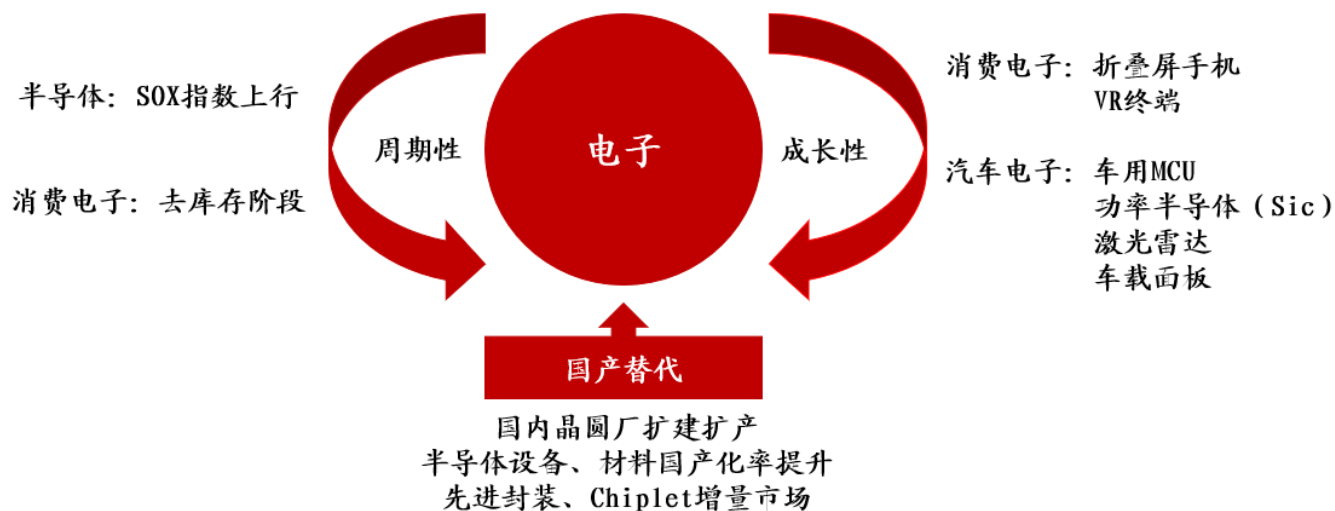 半导体：SOX指数上行
消费电子：去库存阶段
周期性
电子
成长性
消费电子：折叠屏手机
VR终端
汽车电子：车用MCU
功率半导体（Sic）
激光雷达
车载面板
国产替代
国内晶圆厂扩建扩产
半导体设备、材料国产化率提升
先进封装、Chiplet增量市场